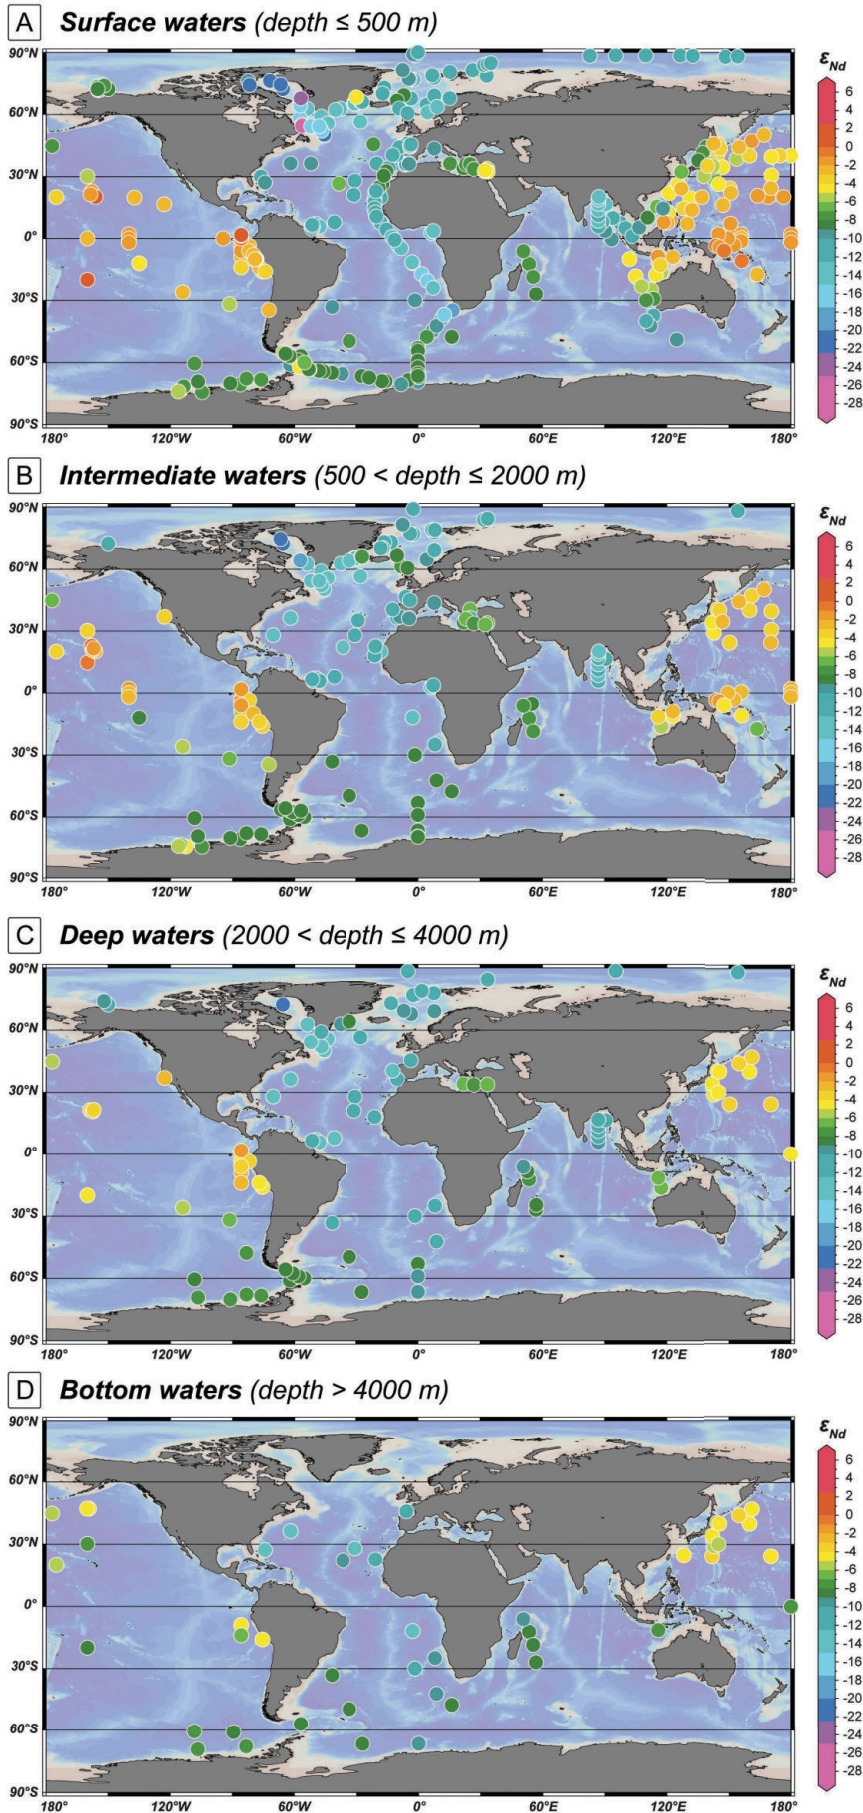 A Surface waters (depth ≤ 500 m)
90°N
60°N
30°N
0°
30°S
60°S
90°S
180° 120°W 60°W 0° 60°E 120°E 180°
εNd
6
4
2
0
-2
-4
-6
-8
-10
-12
-14
-16
-18
-20
-22
-24
-26
-28
B Intermediate waters (500 < depth ≤ 2000 m)
90°N
60°N
30°N
0°
30°S
60°S
90°S
180° 120°W 60°W 0° 60°E 120°E 180°
εNd
6
4
2
0
-2
-4
-6
-8
-10
-12
-14
-16
-18
-20
-22
-24
-26
-28
C Deep waters (2000 < depth ≤ 4000 m)
90°N
60°N
30°N
0°
30°S
60°S
90°S
180° 120°W 60°W 0° 60°E 120°E 180°
εNd
6
4
2
0
-2
-4
-6
-8
-10
-12
-14
-16
-18
-20
-22
-24
-26
-28
D Bottom waters (depth > 4000 m)
90°N
60°N
30°N
0°
30°S
60°S
90°S
180° 120°W 60°W 0° 60°E 120°E 180°
εNd
6
4
2
0
-2
-4
-6
-8
-10
-12
-14
-16
-18
-20
-22
-24
-26
-28